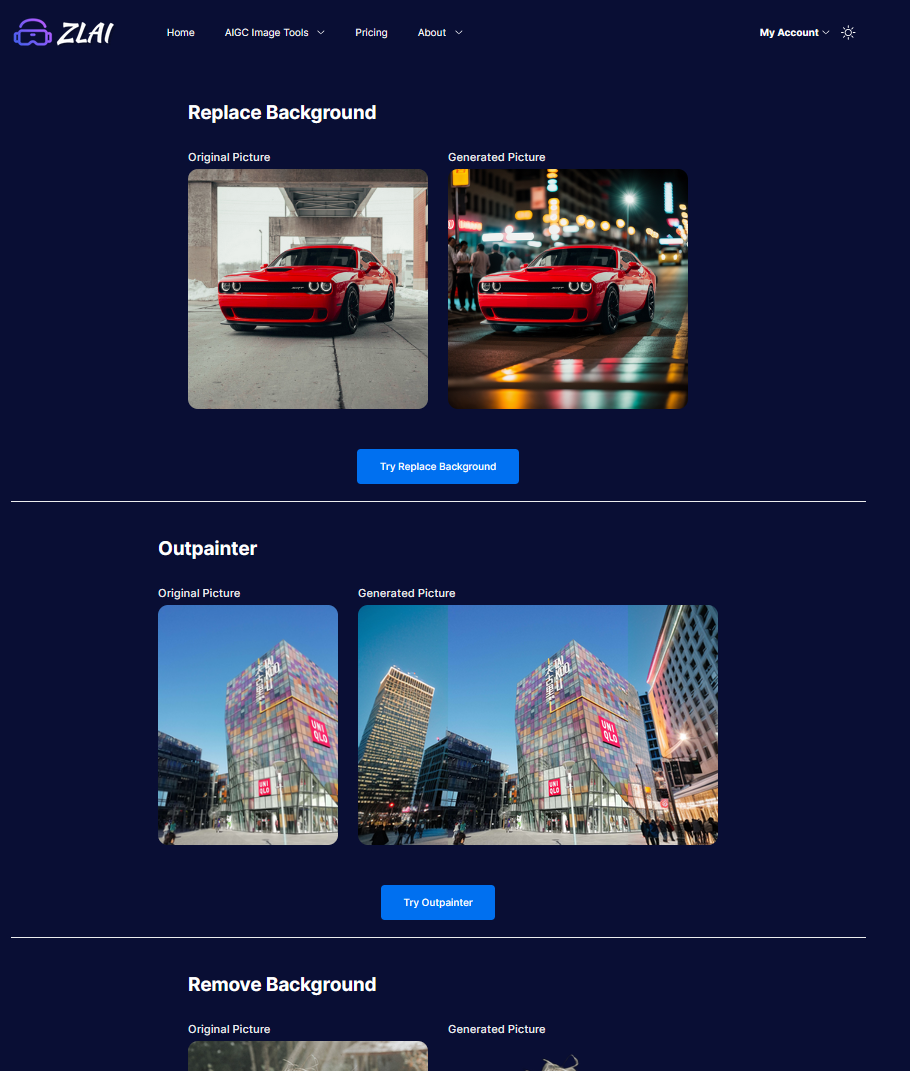 ZLAI
Home
AIGC Image Tools
Pricing
About
My Account
Replace Background
Original Picture
Generated Picture
Try Replace Background
Outpainter
Original Picture
Generated Picture
UNI
QLO
UNI
QLO
UNI
QLO
UNI
QLO
Try Outpainter
Remove Background
Original Picture
Generated Picture